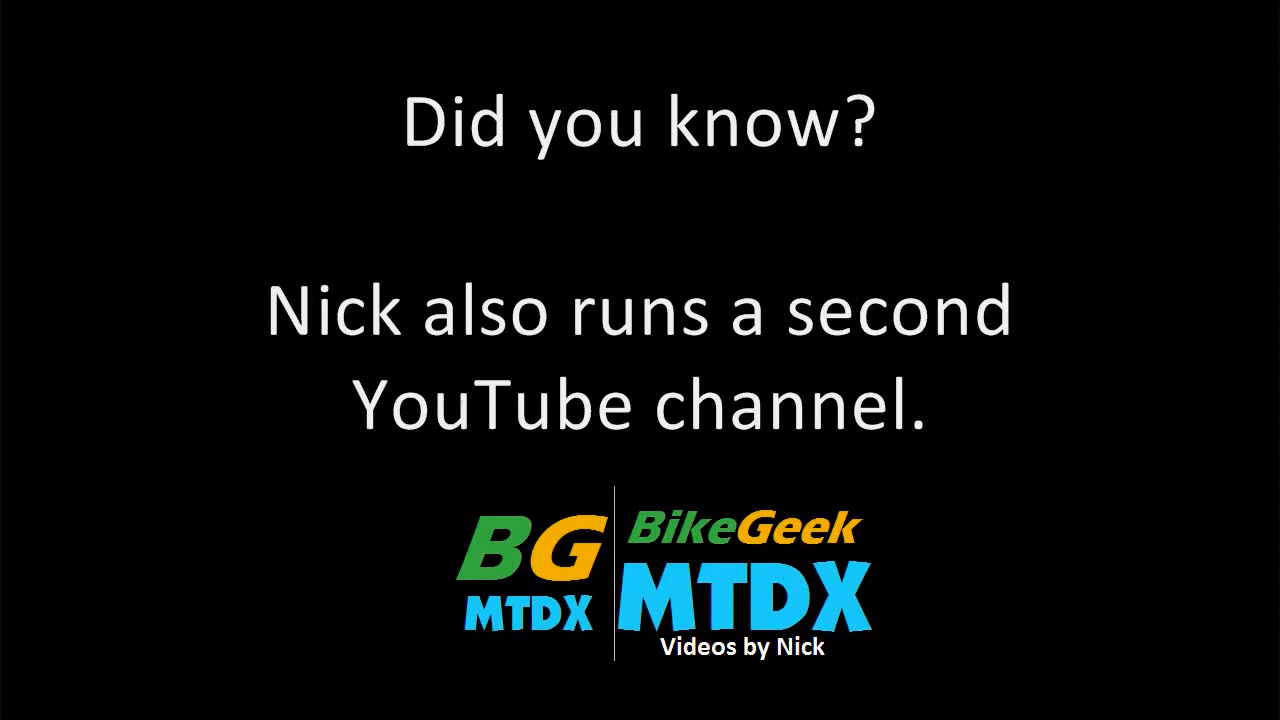 Did you know?
Nick also runs a second
YouTube channel.
BG
MTDX
BikeGeek
MTDX
Videos by Nick